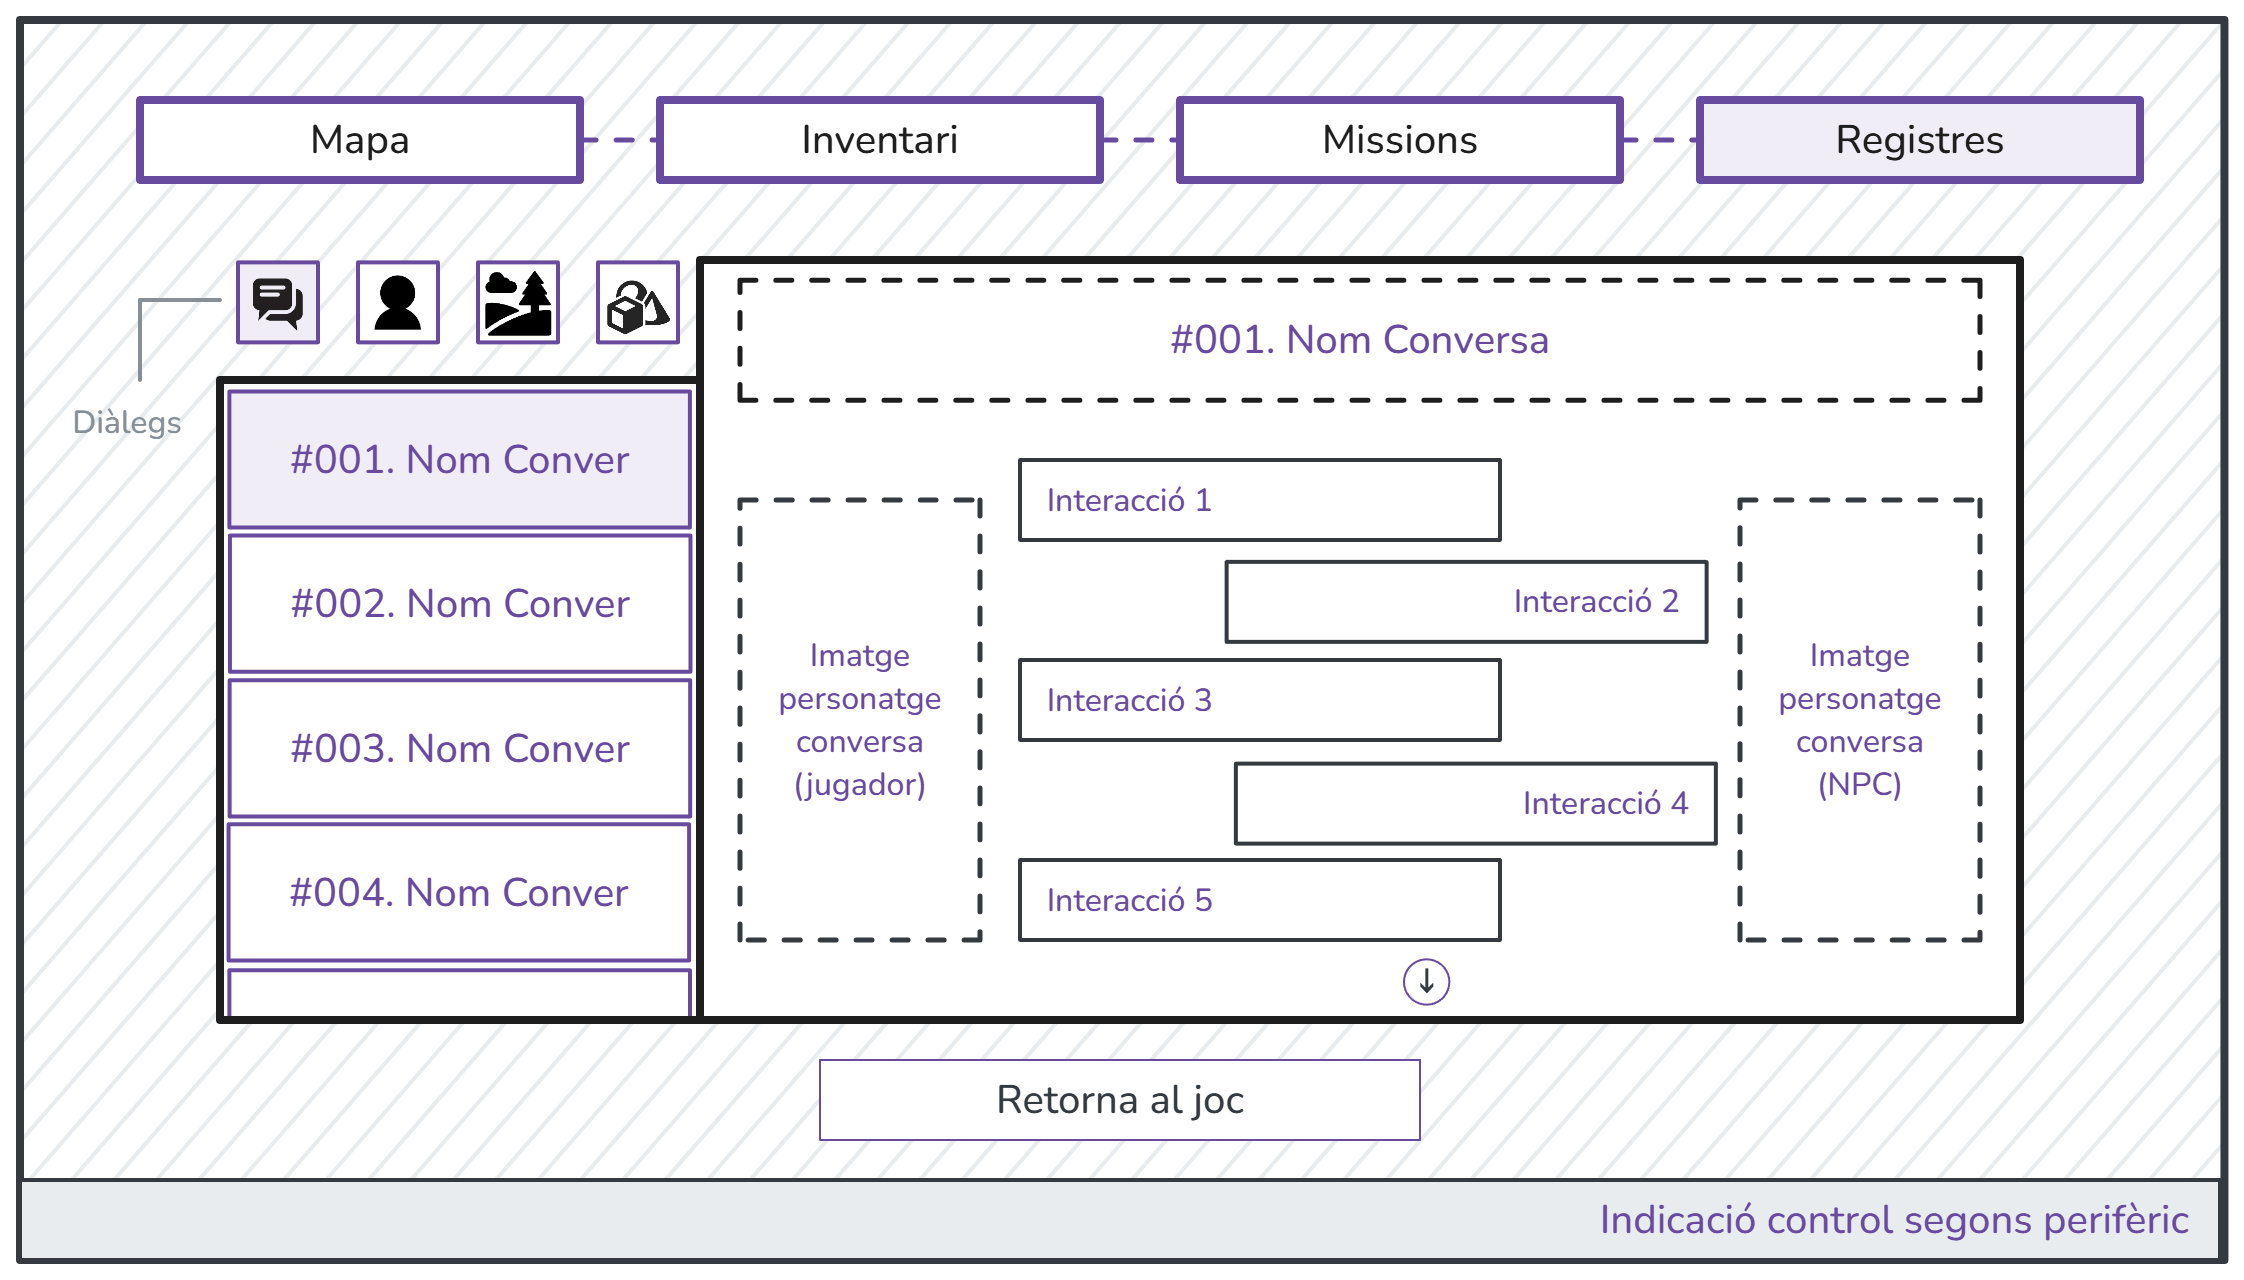 Mapa
Inventari
Missions
Registres
Diàlegs
#001. Nom Conver
#002. Nom Conver
#003. Nom Conver
#004. Nom Conver
#001. Nom Conversa
Imatge
personatge
conversa
(jugador)
Interacció 1
Interacció 2
Interacció 3
Interacció 4
Interacció 5
Imatge
personatge
conversa
(NPC)
Retorna al joc
Indicació control segons perifèric